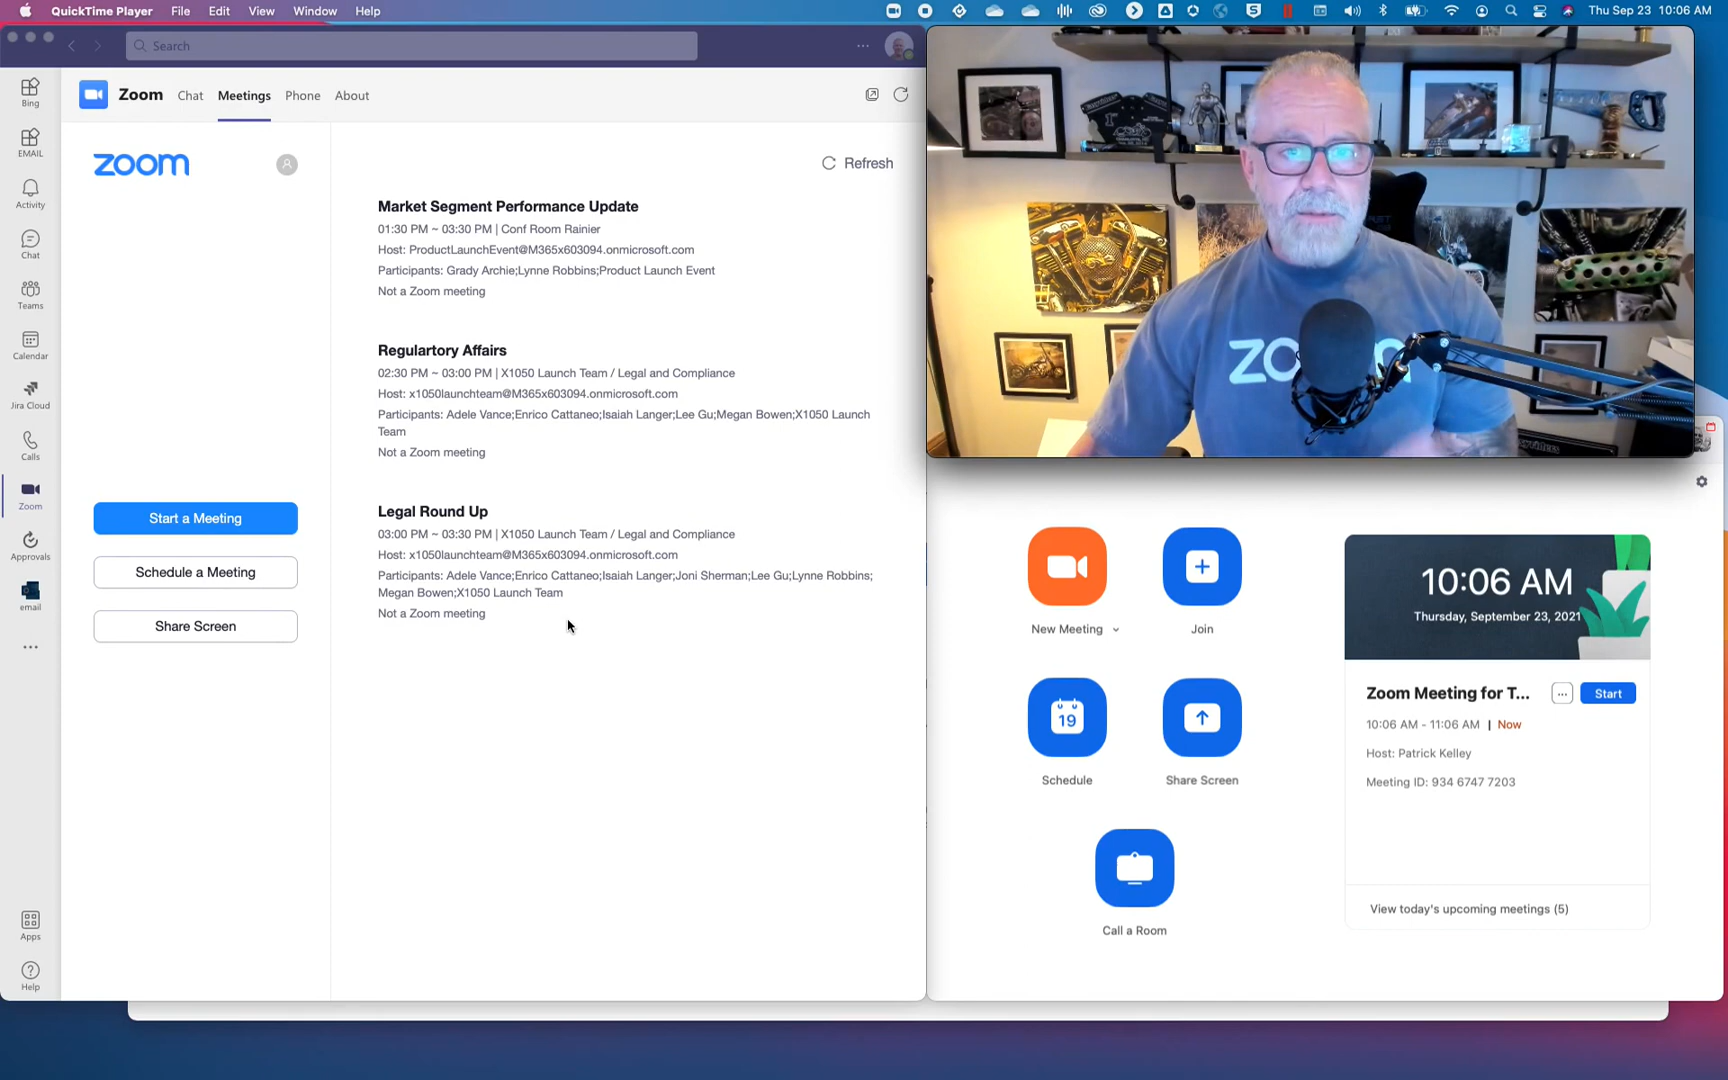 QuickTime Player File Edit View Window Help
Thu Sep 23 10:06 AM
Search
Bing
EMAIL
Activity
Chat
Teams
Calendar
Jira Cloud
Calls
Zoom
Approvals
email
Apps
Help
Zoom Chat Meetings Phone About
zoom
Start a Meeting
Schedule a Meeting
Share Screen
Refresh
Market Segment Performance Update
01:30 PM ~ 03:30 PM | Conf Room Rainier
Host: ProductLaunchEvent@M365x603094.onmicrosoft.com
Participants: Grady Archie;Lynne Robbins;Product Launch Event
Not a Zoom meeting
Regulartory Affairs
02:30 PM ~ 03:00 PM | X1050 Launch Team / Legal and Compliance
Host: x1050launchteam@M365x603094.onmicrosoft.com
Participants: Adele Vance;Enrico Cattaneo;Isaiah Langer;Lee Gu;Megan Bowen;X1050 Launch
Team
Not a Zoom meeting
Legal Round Up
03:00 PM ~ 03:30 PM | X1050 Launch Team / Legal and Compliance
Host: x1050launchteam@M365x603094.onmicrosoft.com
Participants: Adele Vance;Enrico Cattaneo;Isaiah Langer;Joni Sherman;Lee Gu;Lynne Robbins;
Megan Bowen;X1050 Launch Team
Not a Zoom meeting
New Meeting
Join
19
Schedule
Share Screen
Call a Room
10:06 AM
Thursday, September 23, 2021
Zoom Meeting for T... ... Start
10:06 AM - 11:06 AM | Now
Host: Patrick Kelley
Meeting ID: 934 6747 7203
View today's upcoming meetings (5)